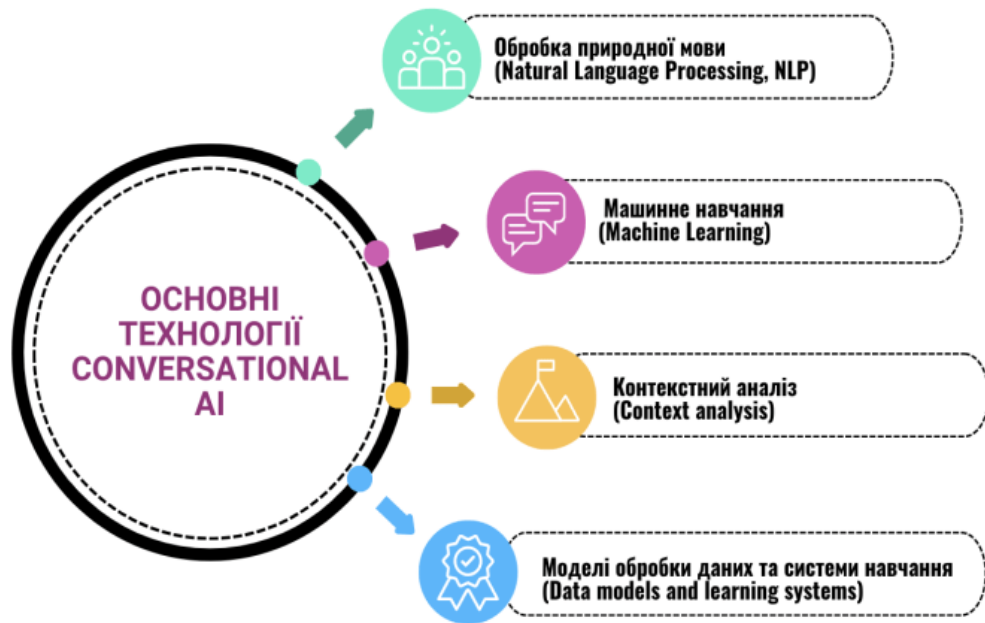 Обробка природної мови
(Natural Language Processing, NLP)
Машинне навчання
(Machine Learning)
ОСНОВНІ
ТЕХНОЛОГІЇ
CONVERSATIONAL
AI
Контекстний аналіз
(Context analysis)
Моделі обробки даних та системи навчання
(Data models and learning systems)